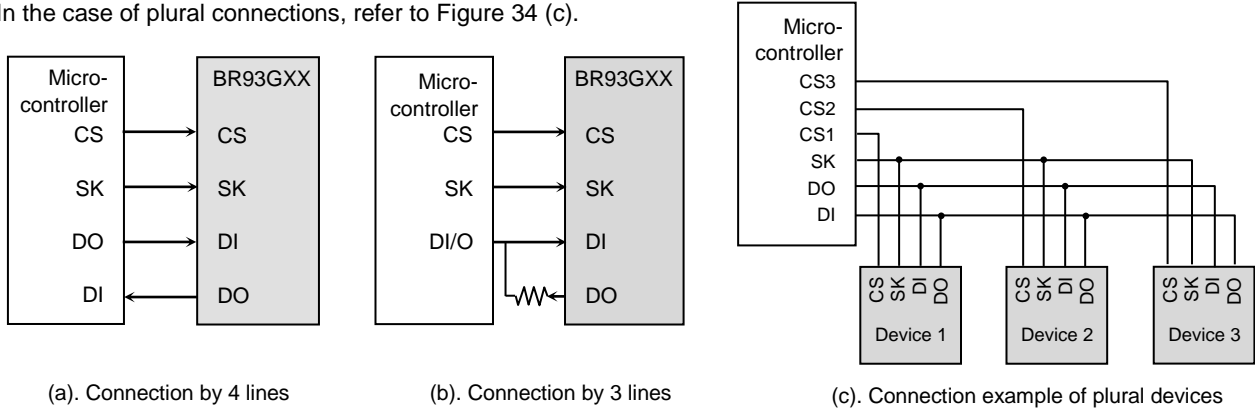 In the case of plural connections, refer to Figure 34 (c).
Micro-
controller
CS
SK
DO
DI
BR93GXX
CS
SK
DI
DO
(a). Connection by 4 lines
Micro-
controller
CS
SK
DI/O
BR93GXX
CS
SK
DI
DO
(b). Connection by 3 lines
Micro-
controller
CS3
CS2
CS1
SK
DO
DI
CS
SK
DI
DO
Device 1
CS
SK
DI
DO
Device 2
CS
SK
DI
DO
Device 3
(c). Connection example of plural devices